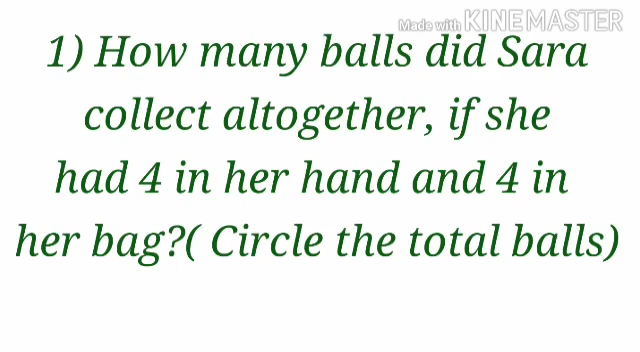 Made with KINEMASTER
1) How many balls did Sara
collect altogether, if she
had 4 in her hand and 4 in
her bag?( Circle the total balls)